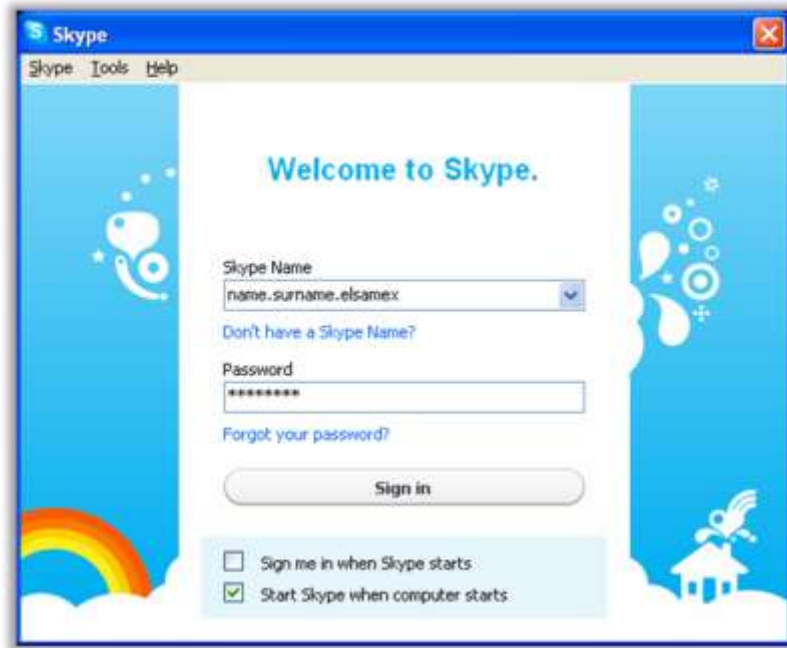 Skype
Skype Tools Help
Welcome to Skype.
Skype Name
name.surname.elsamex
Don't have a Skype Name?
Password
********
Forgot your password?
Sign in
Sign me in when Skype starts
Start Skype when computer starts